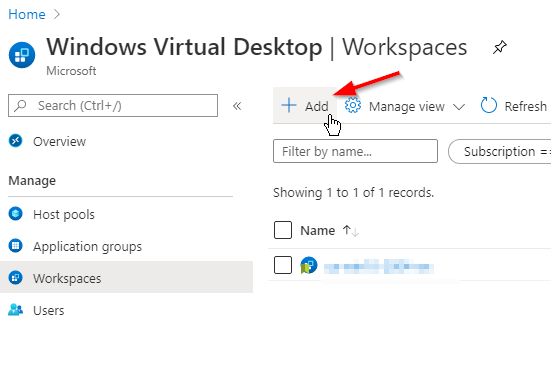 Home >
Windows Virtual Desktop | Workspaces
Microsoft
Search (Ctrl+/)
«
+ Add
Manage view
Refresh
Overview
Filter by name...
Subscription ==
Manage
Showing 1 to 1 of 1 records.
Host pools
Name ↑↓
Application groups
Workspaces
Users